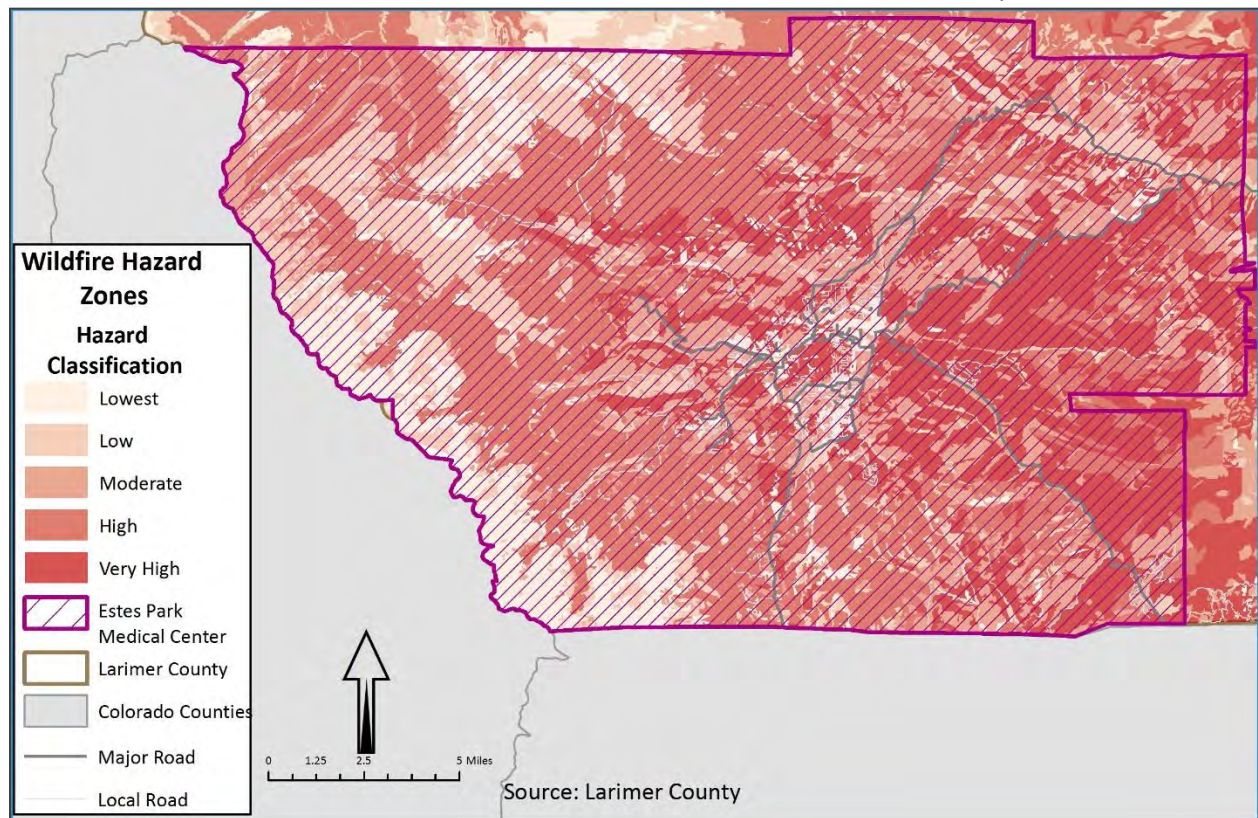 Wildfire Hazard
Zones
Hazard
Classification
Lowest
Low
Moderate
High
Very High
Estes Park
Medical Center
Larimer County
Colorado Counties
Major Road
Local Road
0 1.25 2.5 5 Miles
Source: Larimer County